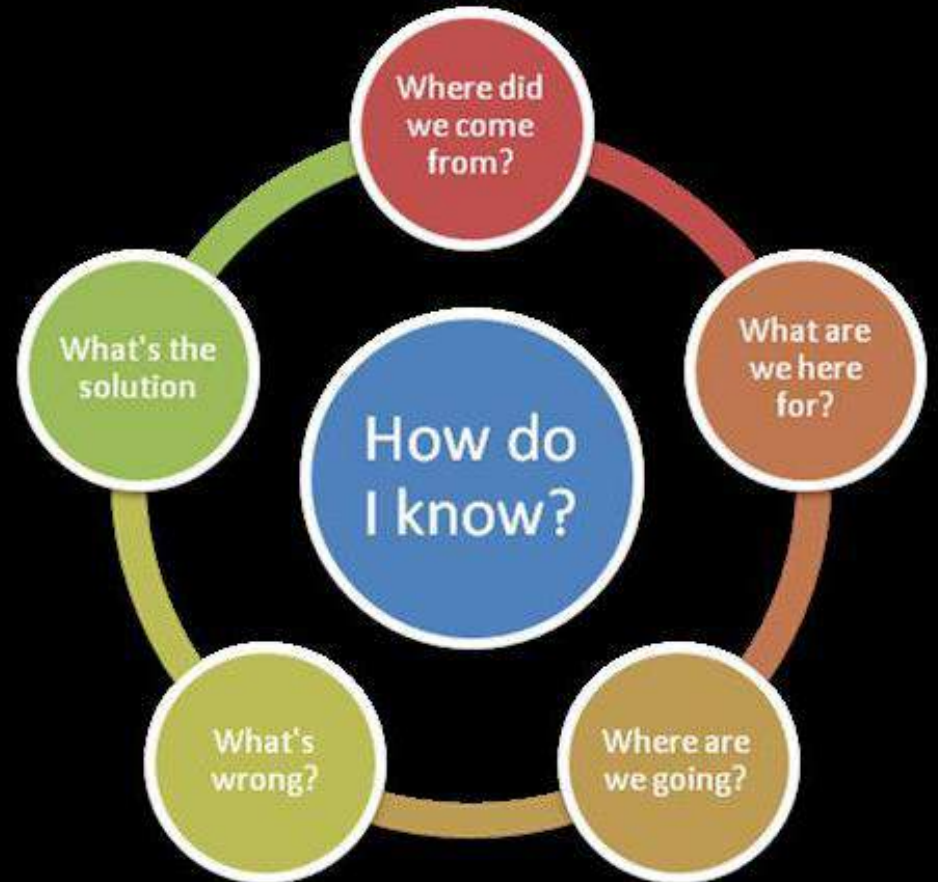 Where did
we come
from?
What are
we here
for?
Where are
we going?
What's
wrong?
What's the
solution
How do
I know?